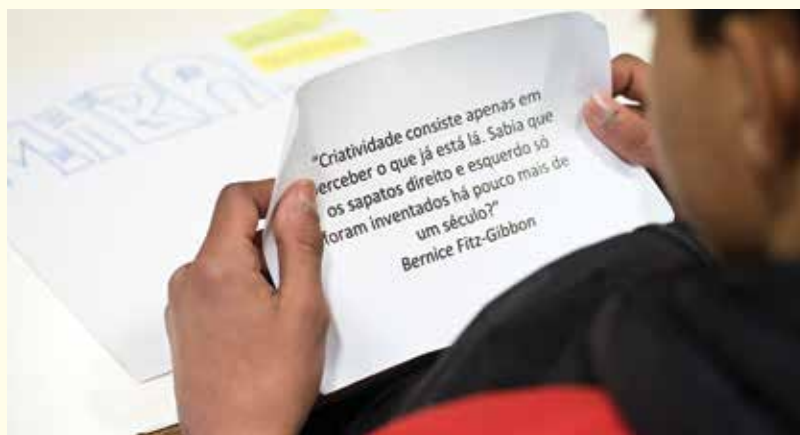 "Criatividade consiste apenas em
perceber o que já está lá. Sabia que
os sapatos direito e esquerdo só
foram inventados há pouco mais de
um século?"
Bernice Fitz-Gibbon